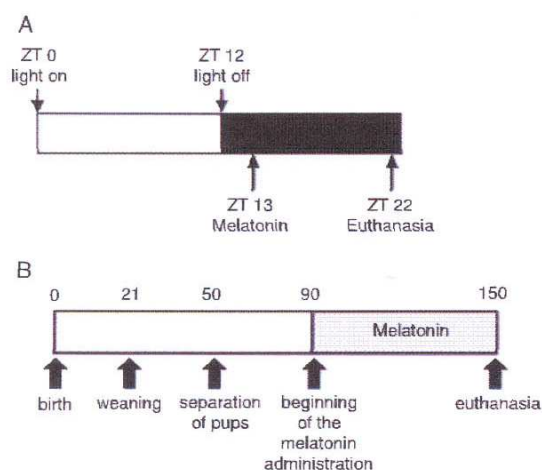 A
ZT 0
light on
ZT 12
light off
ZT 13
Melatonin
ZT 22
Euthanasia
B
0 21 50 90 150
Melatonin
birth
weaning
separation
of pups
beginning
of the
melatonin
administration
euthanasia